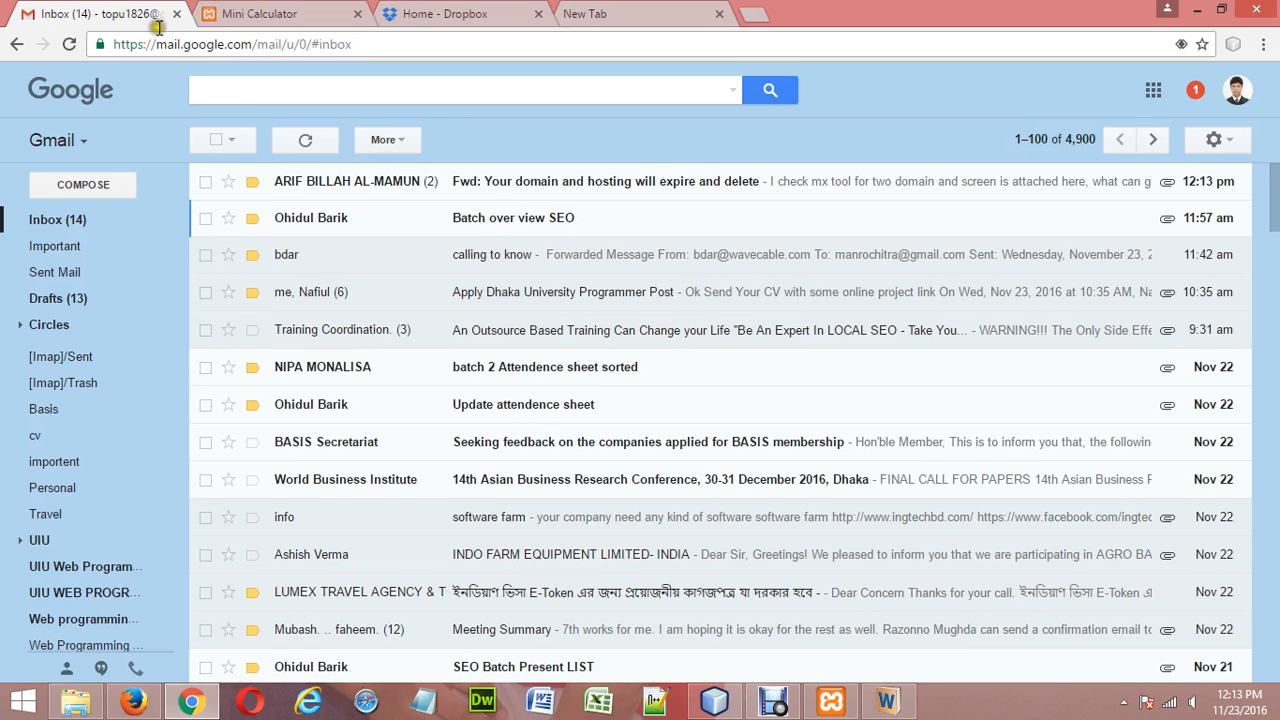 Inbox (14) - topu1826@ Mini Calculator Home - Dropbox New Tab
https://mail.google.com/mail/u/0/#inbox
Google 1
Gmail More 1–100 of 4,900
COMPOSE
Inbox (14)
Important
Sent Mail
Drafts (13)
Circles
[Imap]/Sent
[Imap]/Trash
Basis
cv
importent
Personal
Travel
UIU
UIU Web Program...
UIU WEB PROGR...
Web programmin...
Web Programming ...
ARIF BILLAH AL-MAMUN (2) Fwd: Your domain and hosting will expire and delete - I check mx tool for two domain and screen is attached here, what can g 12:13 pm
Ohidul Barik Batch over view SEO 11:57 am
bdar calling to know - Forwarded Message From: bdar@wavecable.com To: manrochitra@gmail.com Sent: Wednesday, November 23, 2 11:42 am
me, Nafiul (6) Apply Dhaka University Programmer Post - Ok Send Your CV with some online project link On Wed, Nov 23, 2016 at 10:35 AM, Na 10:35 am
Training Coordination. (3) An Outsource Based Training Can Change your Life "Be An Expert In LOCAL SEO - Take You... - WARNING!!! The Only Side Effe 9:31 am
NIPA MONALISA batch 2 Attendence sheet sorted Nov 22
Ohidul Barik Update attendence sheet Nov 22
BASIS Secretariat Seeking feedback on the companies applied for BASIS membership - Hon'ble Member, This is to inform you that, the followin Nov 22
World Business Institute 14th Asian Business Research Conference, 30-31 December 2016, Dhaka - FINAL CALL FOR PAPERS 14th Asian Business F Nov 22
info software farm - your company need any kind of software software farm http://www.ingtechbd.com/ https://www.facebook.com/ingtec Nov 22
Ashish Verma INDO FARM EQUIPMENT LIMITED- INDIA - Dear Sir, Greetings! We pleased to inform you that we are participating in AGRO BA Nov 22
LUMEX TRAVEL AGENCY & T ইনডিয়াণ ভিসা E-Token এর জন্য প্রয়োজনীয় কাগজপত্র যা দরকার হবে - - Dear Concern Thanks for your call. ইনডিয়াণ ভিসা E-Tok Nov 22
Mubash. .. faheem. (12) Meeting Summary - 7th works for me. I am hoping it is okay for the rest as well. Razonno Mughda can send a confirmation email to Nov 22
Ohidul Barik SEO Batch Present LIST Nov 21
12:13 PM
11/23/2016